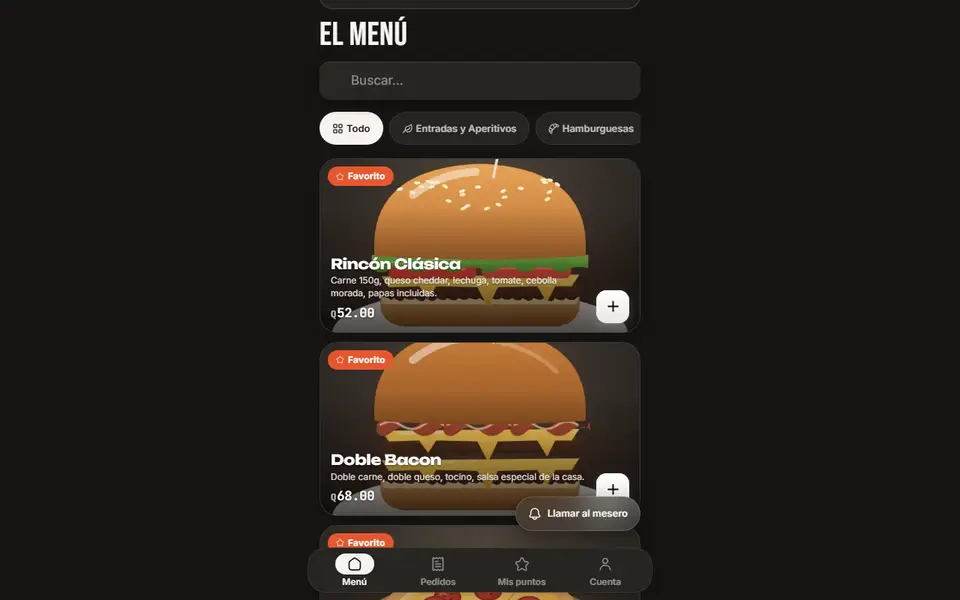 EL MENÚ
Buscar...
Todo
Entradas y Aperitivos
Hamburguesas
Favorito
Rincón Clásica
Carne 150g, queso cheddar, lechuga, tomate, cebolla
morada, papas incluidas.
Q52.00
+
Favorito
Doble Bacon
Doble carne, doble queso, tocino, salsa especial de la casa.
Q68.00
+
Llamar al mesero
Favorito
Menú
Pedidos
Mis puntos
Cuenta